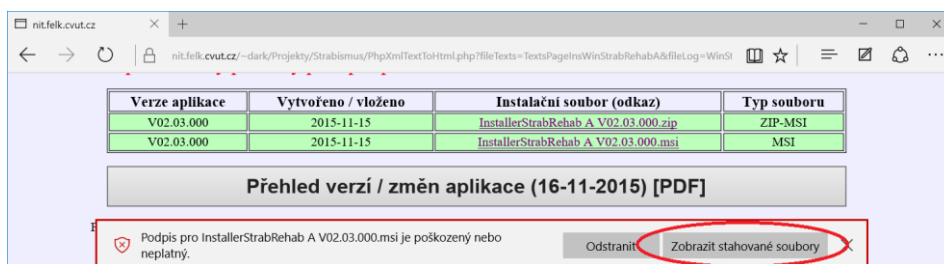 nit.felk.cvut.cz
nit.felk.cvut.cz/~dark/Projekty/Strabismus/PhpXmlTextToHtml.php?fileTexts=TextsPageInsWinStrabRehabA&fileLog=WinSt
Verze aplikace Vytvořeno / vloženo Instalační soubor (odkaz) Typ souboru
V02.03.000 2015-11-15 InstallerStrabRehab A V02.03.000.zip ZIP-MSI
V02.03.000 2015-11-15 InstallerStrabRehab A V02.03.000.msi MSI
Přehled verzí / změn aplikace (16-11-2015) [PDF]
Podpis pro InstallerStrabRehab A V02.03.000.msi je poškozený nebo
neplatný.
Odstranit Zobrazit stahované soubory